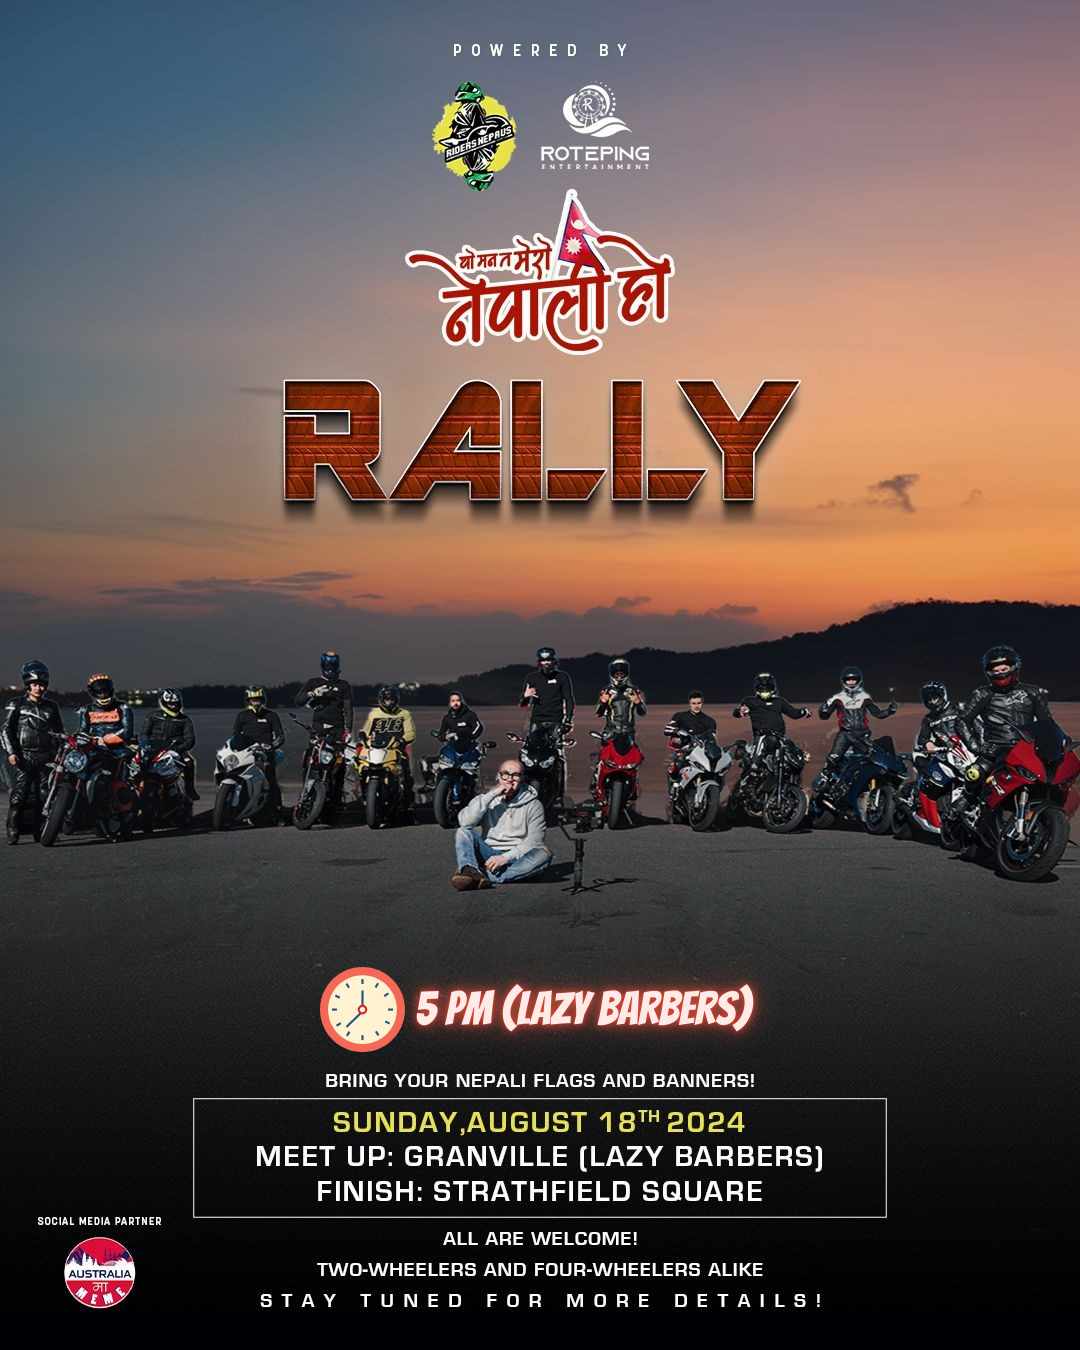 POWERED BY
RIDERS NEPAUS
R
ROTEPING
ENTERTAINMENT
यो मन त मेरो
नेपाली हो
RALLY
5 PM (LAZY BARBERS)
BRING YOUR NEPALI FLAGS AND BANNERS!
SUNDAY,AUGUST 18TH 2024
MEET UP: GRANVILLE (LAZY BARBERS)
FINISH: STRATHFIELD SQUARE
SOCIAL MEDIA PARTNER
AUSTRALIA
मा
MEME
ALL ARE WELCOME!
TWO-WHEELERS AND FOUR-WHEELERS ALIKE
STAY TUNED FOR MORE DETAILS!